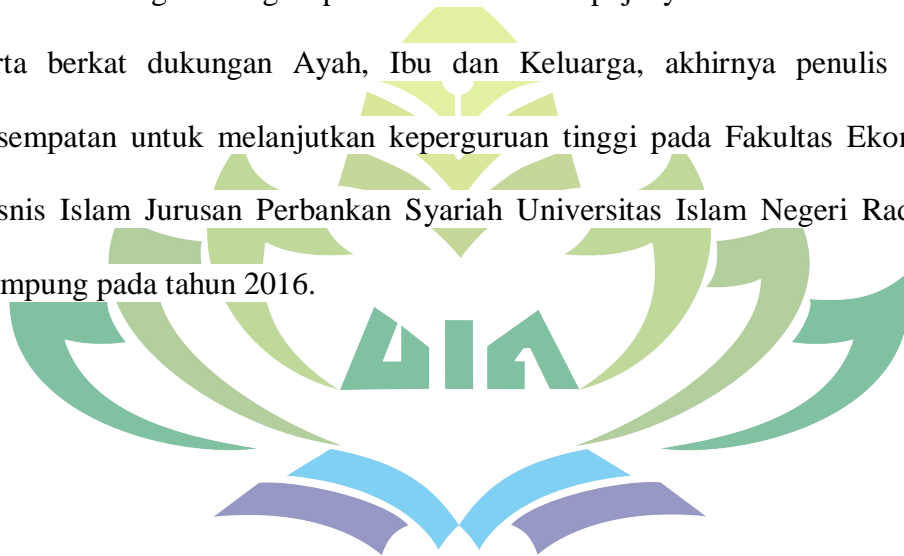 rta berkat dukungan Ayah, Ibu dan Keluarga, akhirnya penulis
sempatan untuk melanjutkan keperguruan tinggi pada Fakultas Ekor
snis Islam Jurusan Perbankan Syariah Universitas Islam Negeri Rad
mpung pada tahun 2016.